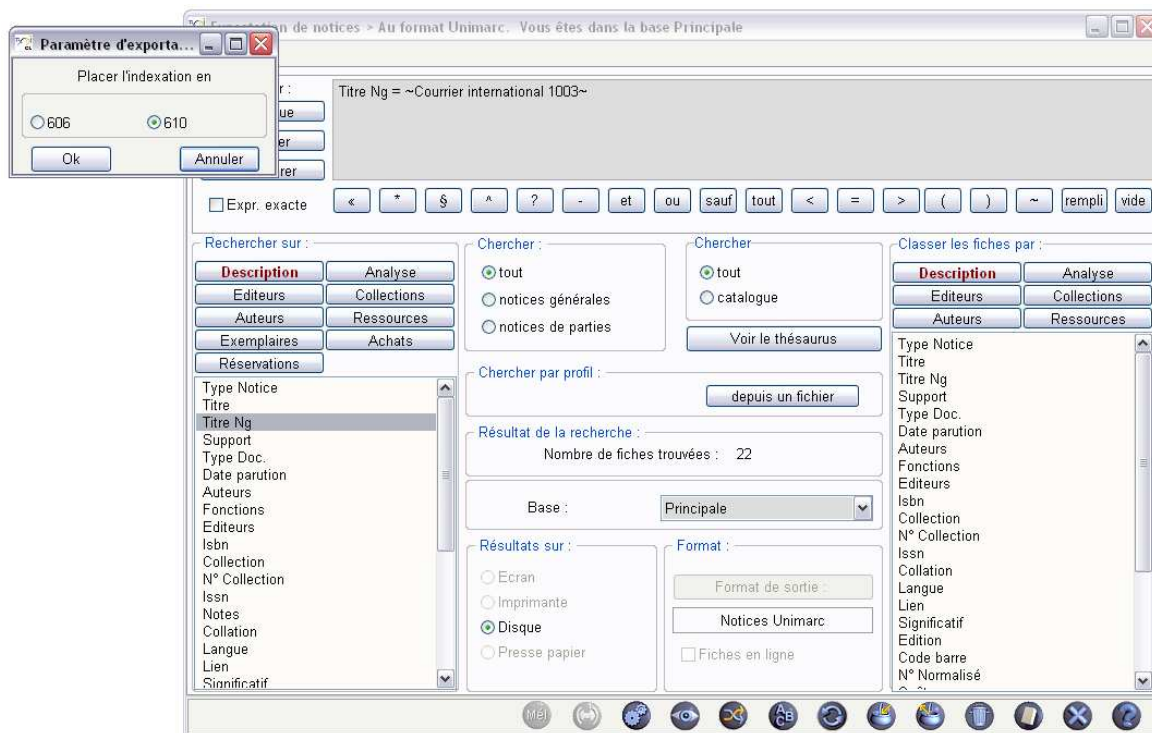 Exportation de notices > Au format Unimarc. Vous êtes dans la base Principale
Paramètre d'exporta...
Placer l'indexation en
606
610
Ok
Annuler
r :
ue
er
rer
Titre Ng = ~Courrier international 1003~
Expr. exacte
« * § ^ ? - et ou sauf tout < = > ( ) ~ rempli vide
Rechercher sur :
Description Analyse
Editeurs Collections
Auteurs Ressources
Exemplaires Achats
Réservations
Type Notice
Titre
Titre Ng
Support
Type Doc.
Date parution
Auteurs
Fonctions
Editeurs
Isbn
Collection
N° Collection
Issn
Notes
Collation
Langue
Lien
Significatif
Chercher :
tout
notices générales
notices de parties
Chercher
tout
catalogue
Voir le thésaurus
Chercher par profil :
depuis un fichier
Résultat de la recherche :
Nombre de fiches trouvées : 22
Base : Principale
Résultats sur :
Ecran
Imprimante
Disque
Presse papier
Format :
Format de sortie :
Notices Unimarc
Fiches en ligne
Classer les fiches par :
Description Analyse
Editeurs Collections
Auteurs Ressources
Type Notice
Titre
Titre Ng
Support
Type Doc.
Date parution
Auteurs
Fonctions
Editeurs
Isbn
Collection
N° Collection
Issn
Collation
Langue
Lien
Significatif
Edition
Code barre
N° Normalisé
Mél
ABC
?